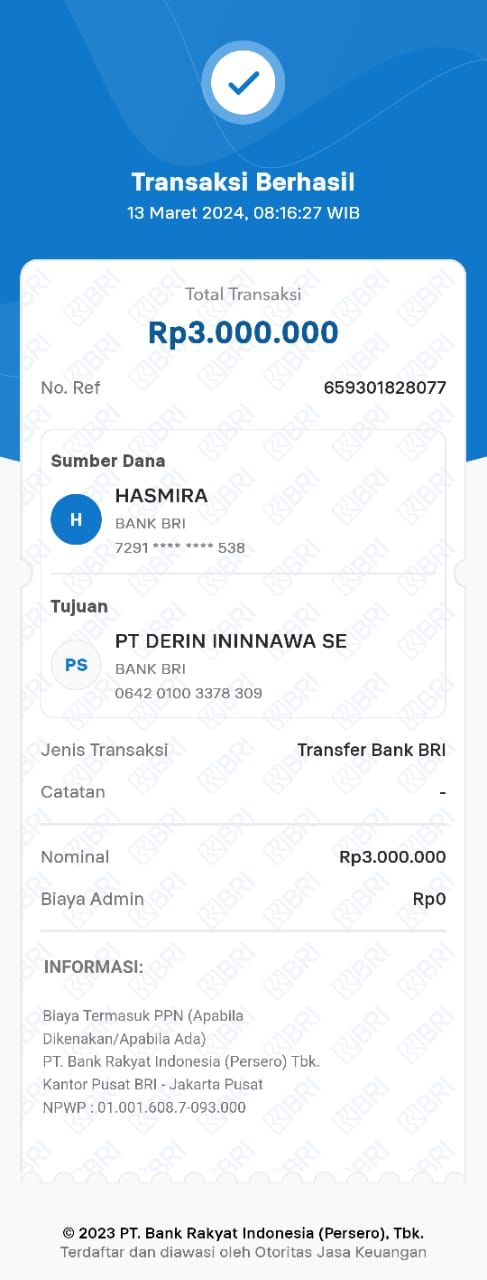 Transaksi Berhasil
13 Maret 2024, 08:16:27 WIB
Total Transaksi
Rp3.000.000
No. Ref 659301828077
Sumber Dana
H
HASMIRA
BANK BRI
7291 **** **** 538
Tujuan
PS
PT DERIN ININNAWA SE
BANK BRI
0642 0100 3378 309
Jenis Transaksi Transfer Bank BRI
Catatan -
Nominal Rp3.000.000
Biaya Admin Rp0
INFORMASI:
Biaya Termasuk PPN (Apabila
Dikenakan/Apabila Ada)
PT. Bank Rakyat Indonesia (Persero) Tbk.
Kantor Pusat BRI - Jakarta Pusat
NPWP : 01.001.608.7-093.000
© 2023 PT. Bank Rakyat Indonesia (Persero), Tbk.
Terdaftar dan diawasi oleh Otoritas Jasa Keuangan